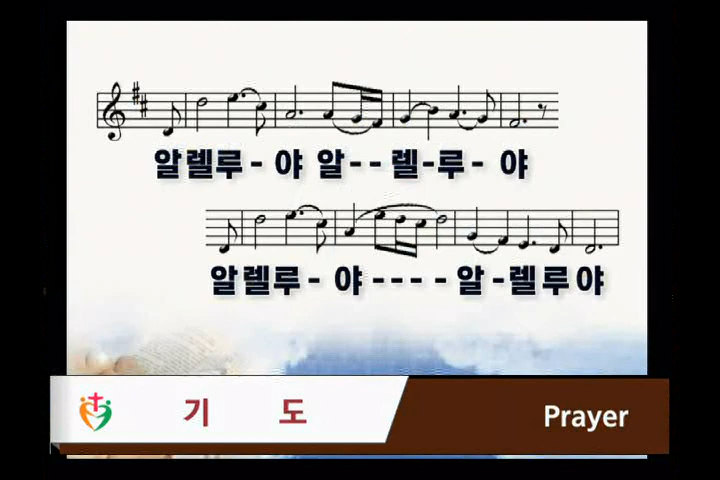 알렐루- 야 알-- 렐-루- 야
알렐루- 야---- 알-렐루야
기 도 Prayer